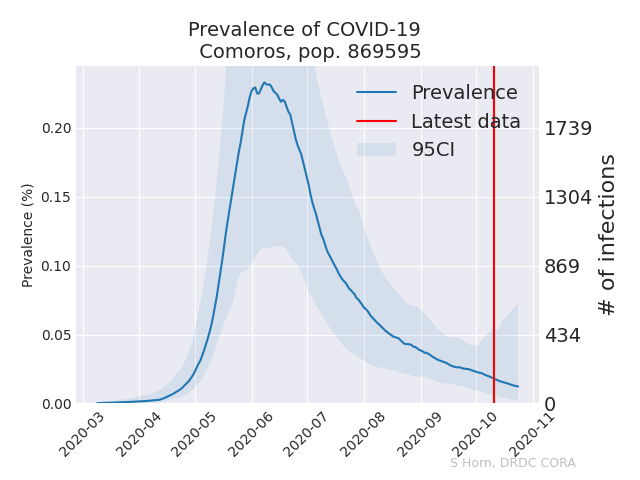 Prevalence of COVID-19
Comoros, pop. 869595
Prevalence
Latest data
95CI
Prevalence (%)
0.20
0.15
0.10
0.05
0.00
1739
1304
869
434
0
# of infections
2020-03
2020-04
2020-05
2020-06
2020-07
2020-08
2020-09
2020-10
2020-11
S Horn, DRDC CORA